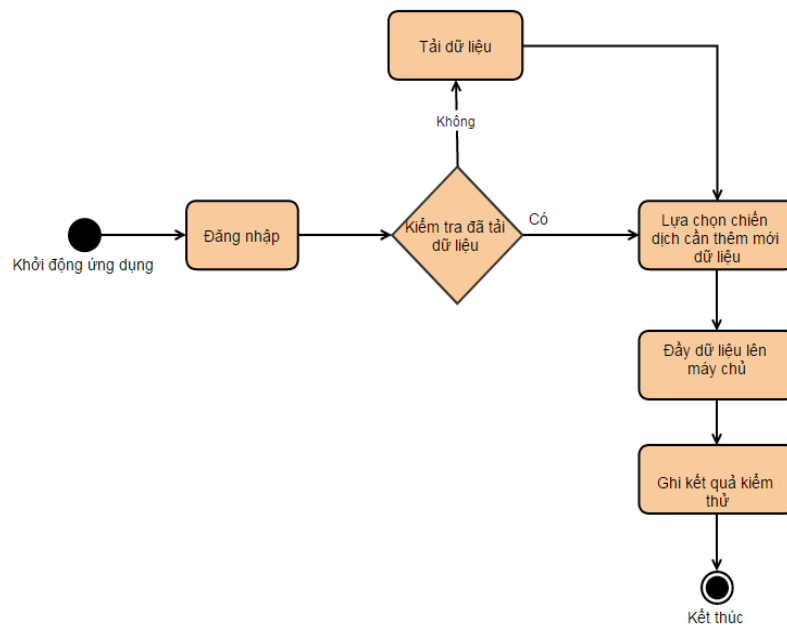 Tải dữ liệu
Không
Đăng nhập
Kiểm tra đã tải
dữ liệu
Có
Lựa chọn chiến
dịch cần thêm mới
dữ liệu
Khởi động ứng dụng
Đẩy dữ liệu lên
máy chủ
Ghi kết quả kiểm
thử
Kết thúc